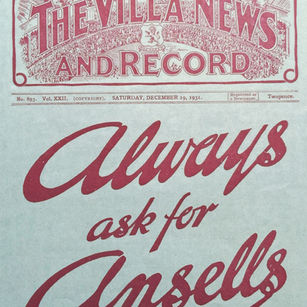 THE VILLA NEWS
AND RECORD
No. 893. Vol. XXII. (COPYRIGHT). SATURDAY, DECEMBER 19, 1931. Registered as a Newspaper. Twopence.
Always
ask for
Ansells